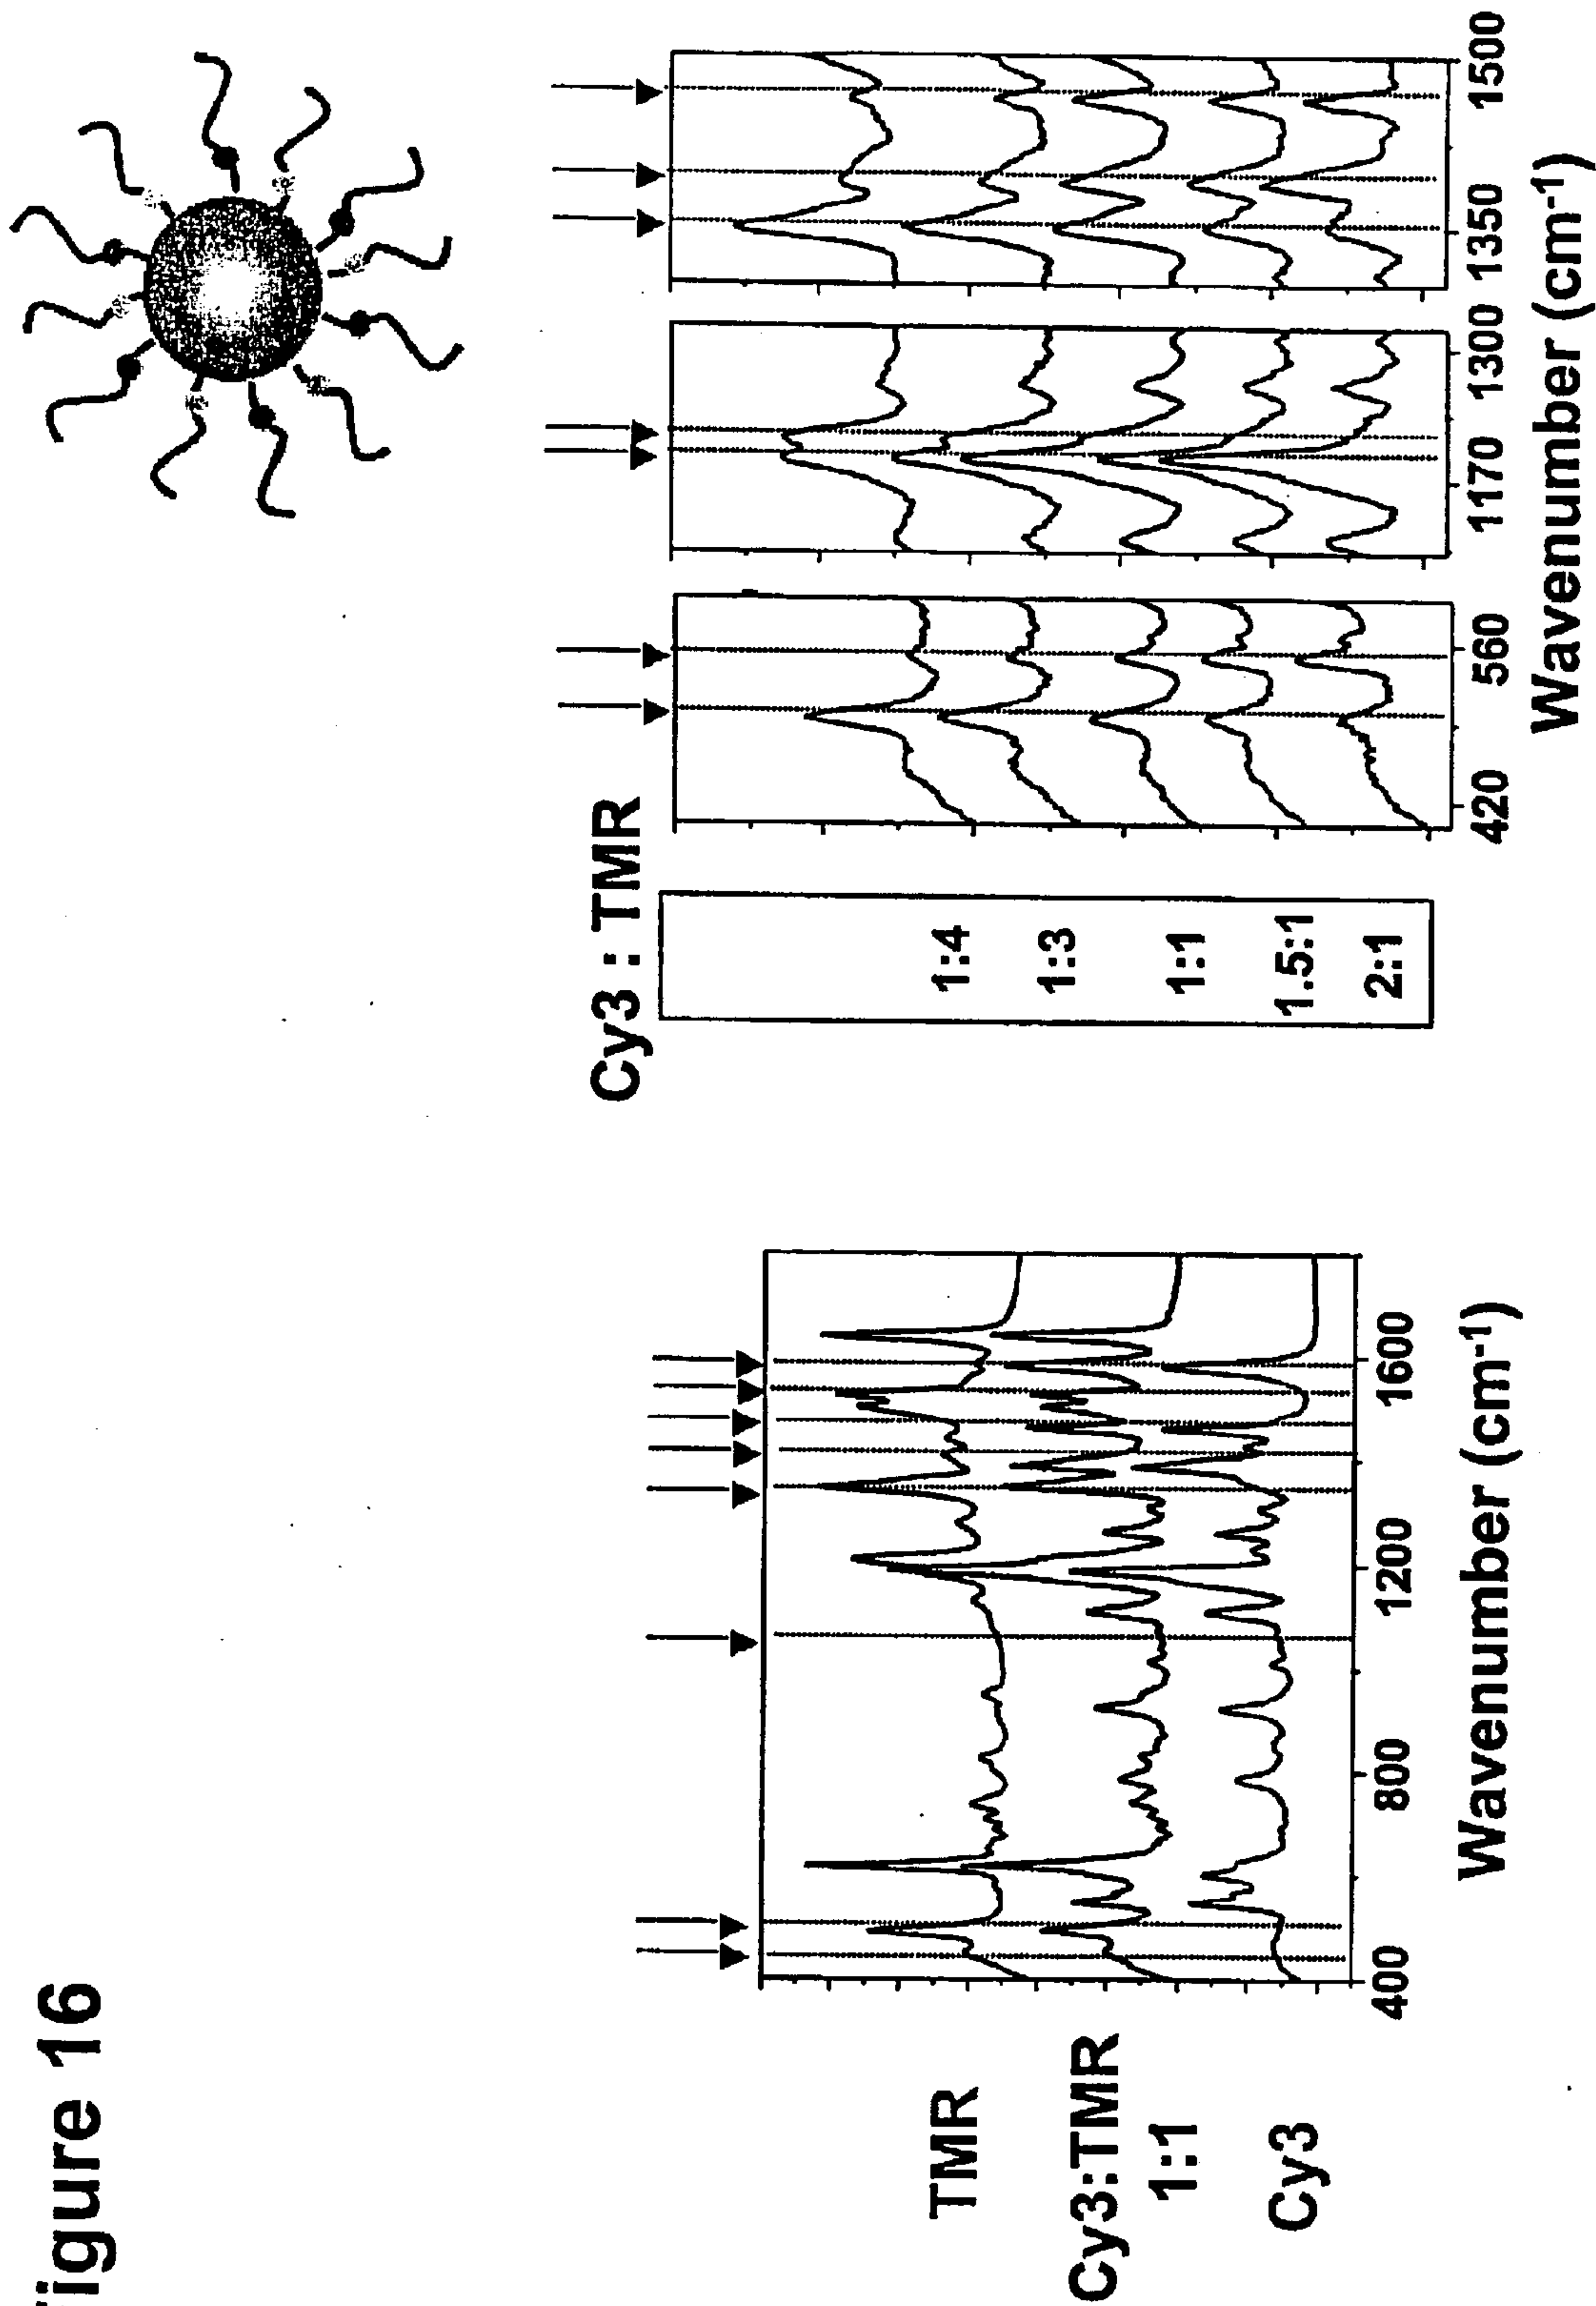 Figure 16
TMR
Cy3:TMR
1:1
Cy3
400 800 1200 1600
Wavenumber (cm-1)
Cy3 : TMR
1:4
1:3
1:1
1.5:1
2:1
420 560 1170 1300 1350 1500
Wavenumber (cm-1)